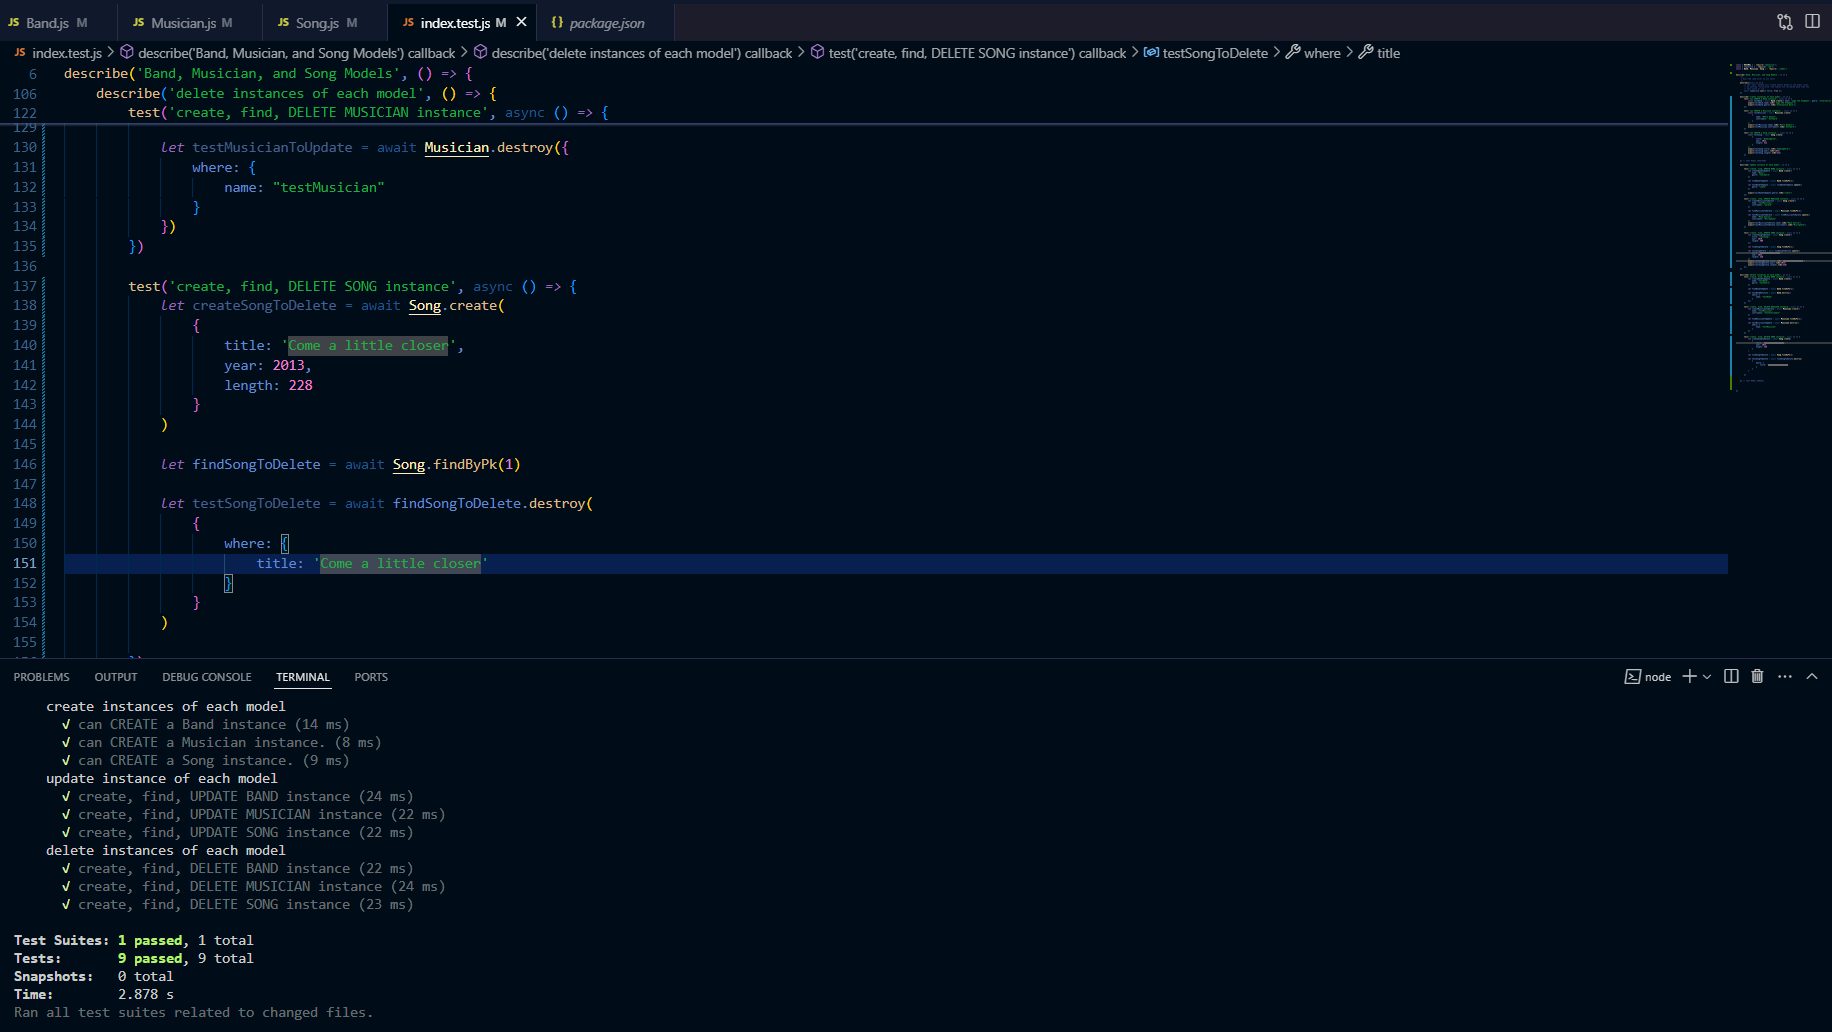 JS Band.js M JS Musician.js M JS Song.js M JS index.test.js M × {} package.json
JS index.test.js > describe('Band, Musician, and Song Models') callback > describe('delete instances of each model') callback > test('create, find, DELETE SONG instance') callback > testSongToDelete > where > title
6 describe('Band, Musician, and Song Models', () => {
106 describe('delete instances of each model', () => {
122 test('create, find, DELETE MUSICIAN instance', async () => {
129
130 let testMusicianToUpdate = await Musician.destroy({
131 where: {
132 name: "testMusician"
133 }
134 })
135 })
136
137 test('create, find, DELETE SONG instance', async () => {
138 let createSongToDelete = await Song.create(
139 {
140 title: 'Come a little closer',
141 year: 2013,
142 length: 228
143 }
144 )
145
146 let findSongToDelete = await Song.findByPk(1)
147
148 let testSongToDelete = await findSongToDelete.destroy(
149 {
150 where: {
151 title: 'Come a little closer'
152 }
153 }
154 )
155
PROBLEMS OUTPUT DEBUG CONSOLE TERMINAL PORTS node
create instances of each model
√ can CREATE a Band instance (14 ms)
√ can CREATE a Musician instance. (8 ms)
√ can CREATE a Song instance. (9 ms)
update instance of each model
√ create, find, UPDATE BAND instance (24 ms)
√ create, find, UPDATE MUSICIAN instance (22 ms)
√ create, find, UPDATE SONG instance (22 ms)
delete instances of each model
√ create, find, DELETE BAND instance (22 ms)
√ create, find, DELETE MUSICIAN instance (24 ms)
√ create, find, DELETE SONG instance (23 ms)
Test Suites: 1 passed, 1 total
Tests: 9 passed, 9 total
Snapshots: 0 total
Time: 2.878 s
Ran all test suites related to changed files.